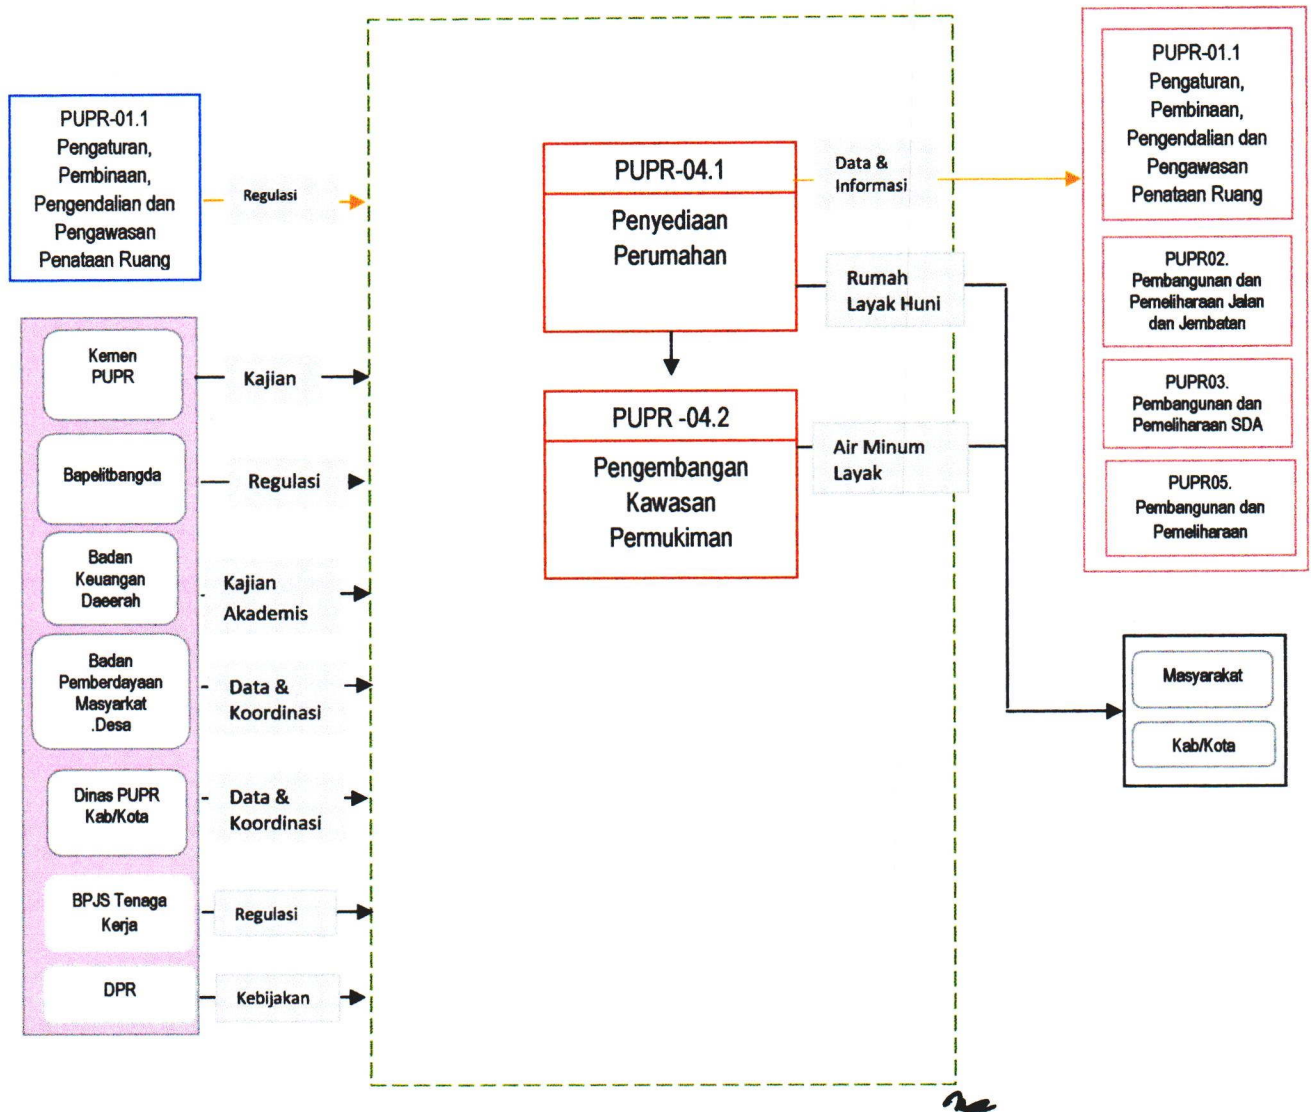 PUPR-01.1
Pengaturan,
Pembinaan,
Pengendalian dan
Pengawasan
Penataan Ruang
Regulasi
Kemen
PUPR
Kajian
Bapelitbangda
Regulasi
Badan
Keuangan
Daeerah
Kajian
Akademis
Badan
Pemberdayaan
Masyarkat
.Desa
Data &
Koordinasi
Dinas PUPR
Kab/Kota
Data &
Koordinasi
BPJS Tenaga
Kerja
Regulasi
DPR
Kebijakan
PUPR-04.1
Penyediaan
Perumahan
Data &
Informasi
Rumah
Layak Huni
PUPR -04.2
Pengembangan
Kawasan
Permukiman
Air Minum
Layak
PUPR-01.1
Pengaturan,
Pembinaan,
Pengendalian dan
Pengawasan
Penataan Ruang
PUPR02.
Pembangunan dan
Pemeliharaan Jalan
dan Jembatan
PUPR03.
Pembangunan dan
Pemeliharaan SDA
PUPR05.
Pembangunan dan
Pemeliharaan
Masyarakat
Kab/Kota